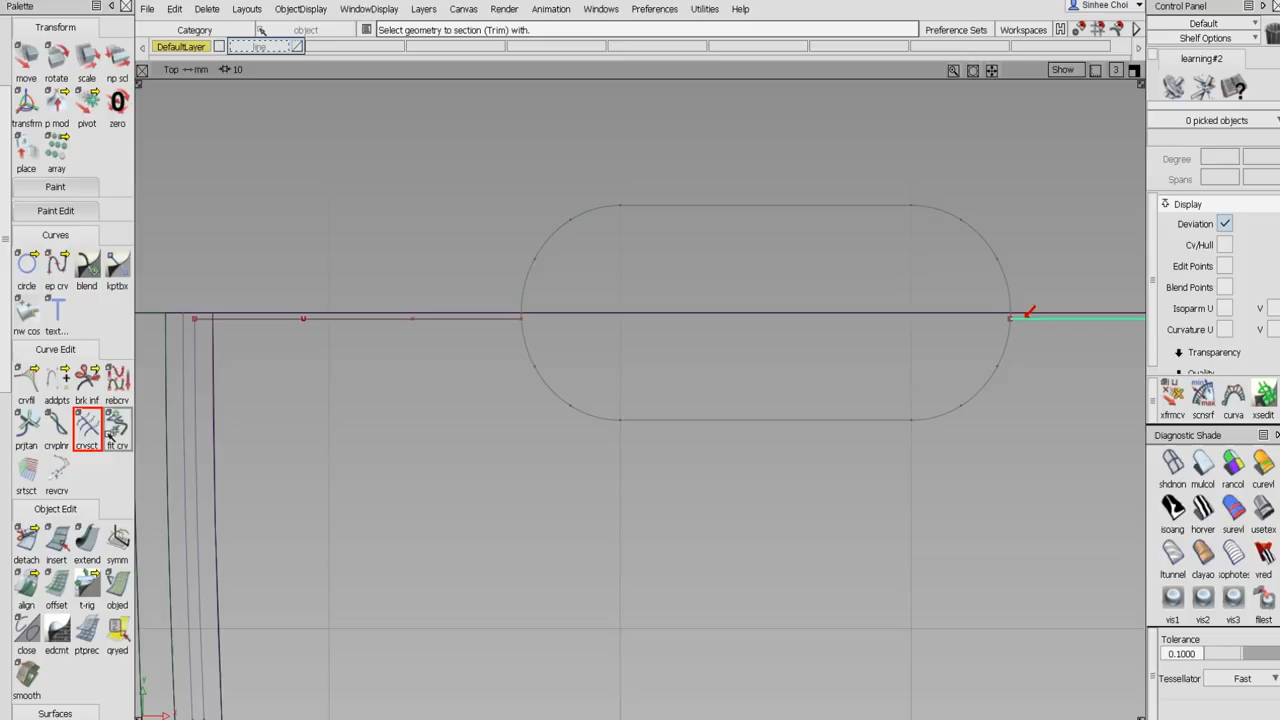 Palette
File Edit Delete Layouts ObjectDisplay WindowDisplay Layers Canvas Render Animation Windows Preferences Utilities Help
Sinhee Choi
Control Panel
Transform
Category
object
Select geometry to section (Trim) with.
Preference Sets
Workspaces
Default
Shelf Options
DefaultLayer
line
learning#2
move rotate scale np scl
Top mm 10
Show
3
transfrm p mod pivot zero
0 picked objects
place array
Degree
Spans
Paint
Paint Edit
Display
Deviation
Curves
Cv/Hull
circle ep crv blend kptbx
Edit Points
Blend Points
nw cos text...
Isoparm U V
Curvature U V
Curve Edit
Transparency
crvfil addpts brk inf rebcrv
xfrmcv scnsrf curva xsedit
prjtan crvplnr crvsct fit crv
Diagnostic Shade
srtsct revcrv
shdnon mulcol rancol curevl
Object Edit
isoang horver surevl usetex
detach insert extend symm
ltunnel clayao sophotes vred
align offset t-rig objed
vis1 vis2 vis3 filest
close edcmt ptprec qryed
Tolerance
0.1000
Tessellator Fast
smooth
Surfaces